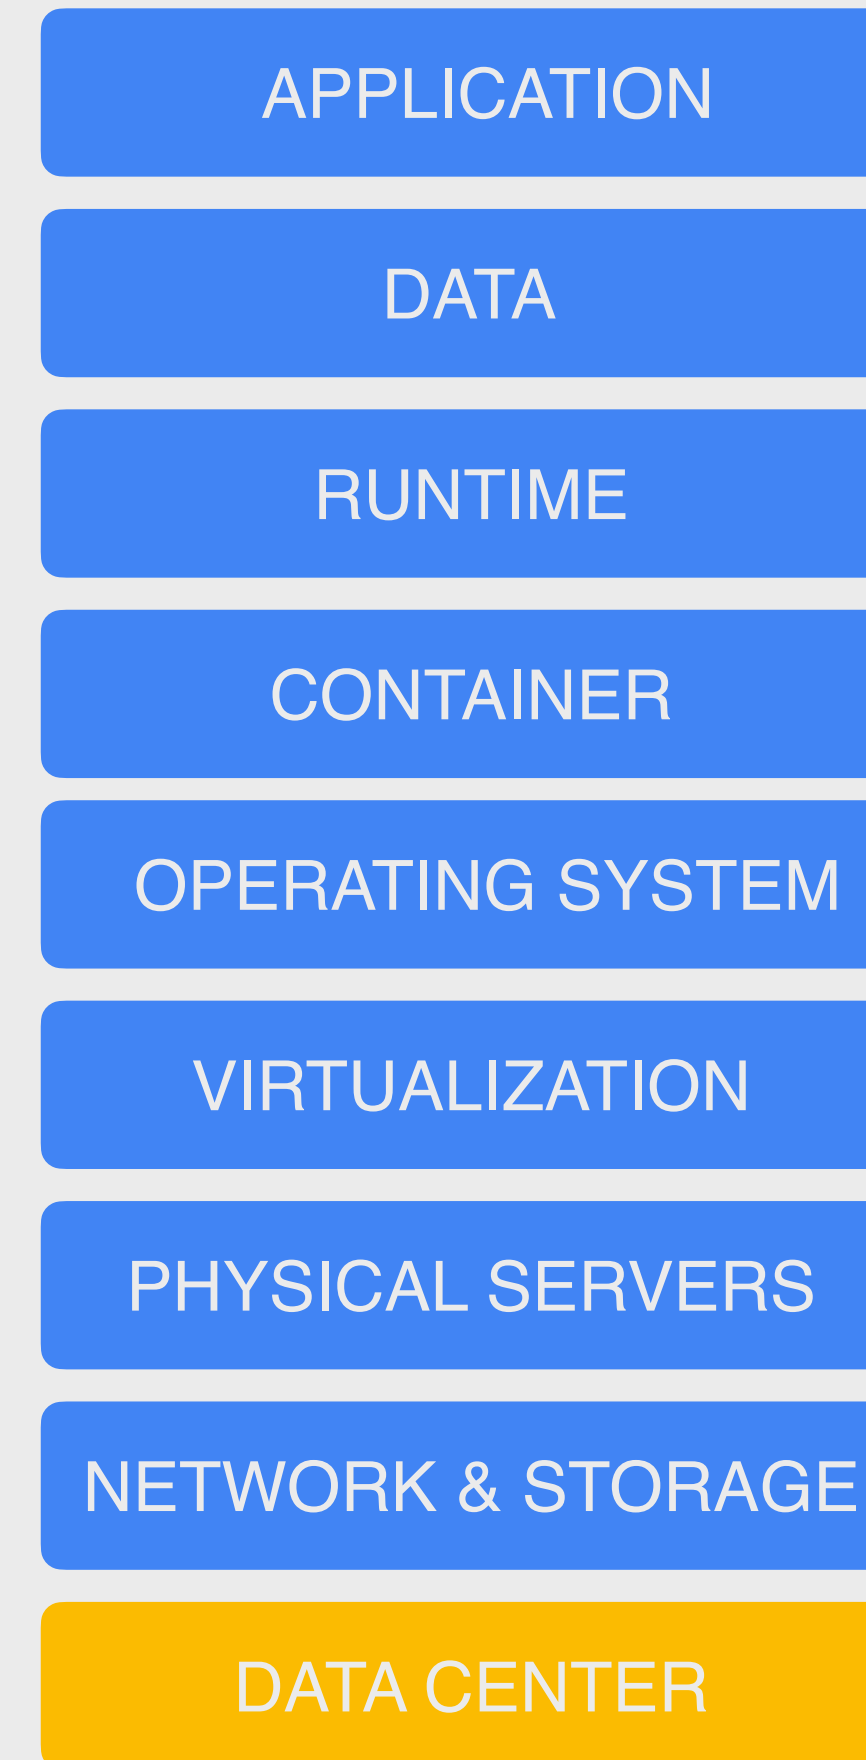 APPLICATION
DATA
RUNTIME
CONTAINER
OPERATING SYSTEM
VIRTUALIZATION
PHYSICAL SERVERS
NETWORK & STORAGE
DATA CENTER